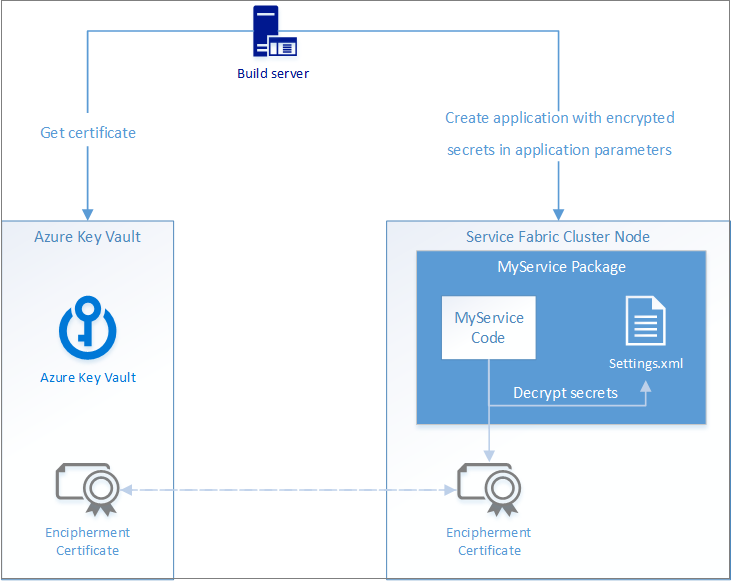 Build server
Get certificate
Create application with encrypted
secrets in application parameters
Azure Key Vault
Azure Key Vault
Encipherment
Certificate
Service Fabric Cluster Node
MyService Package
MyService
Code
Settings.xml
Decrypt secrets
Encipherment
Certificate